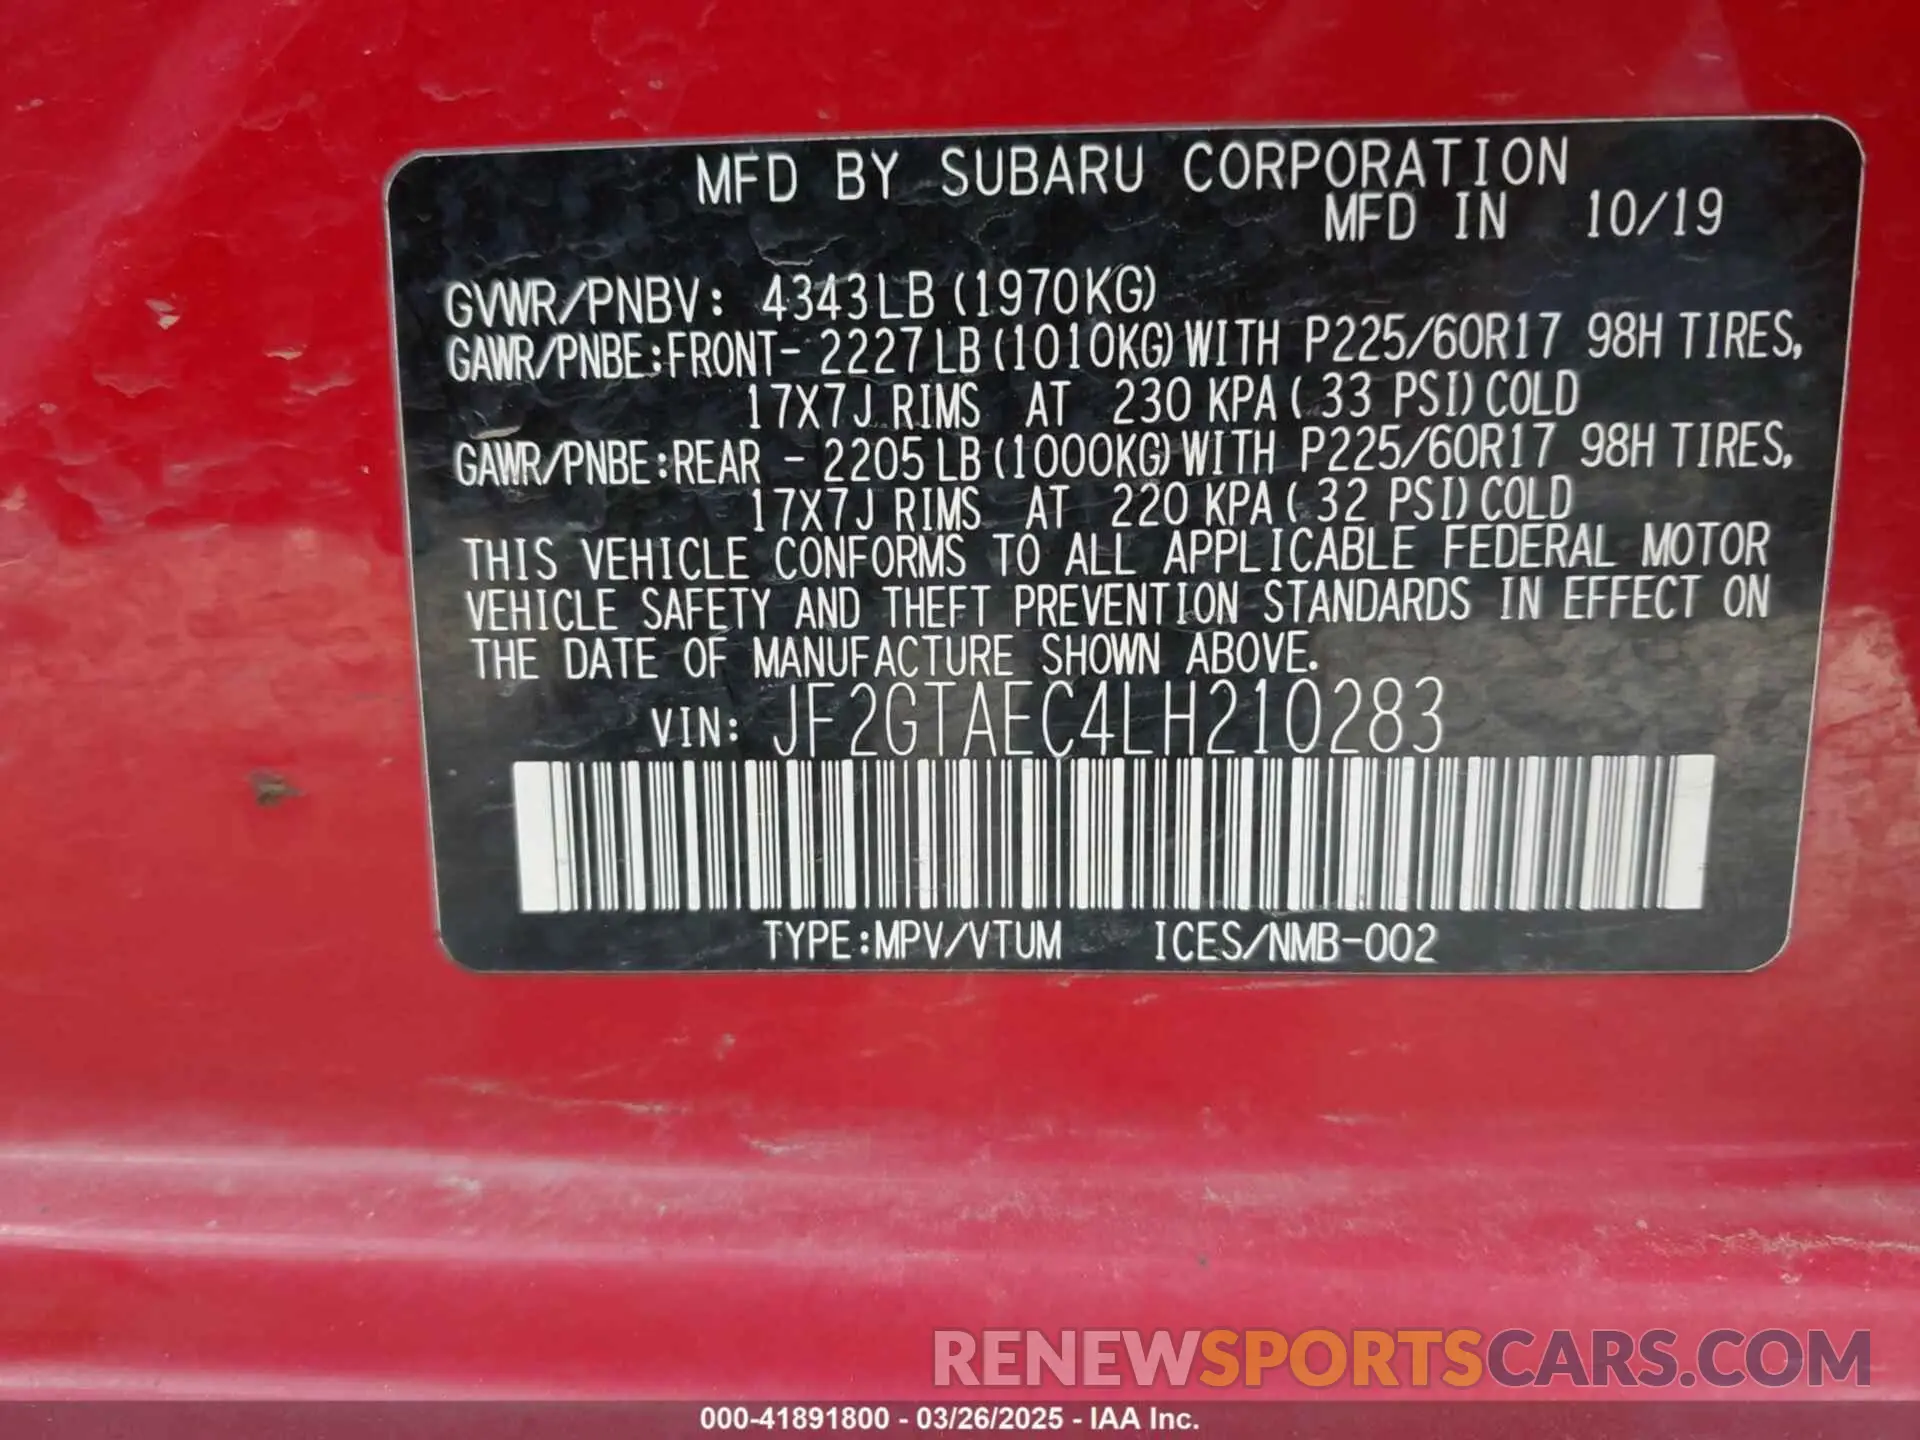 MFD BY SUBARU CORPORATION
MFD IN 10/19
GVWR/PNBV: 4343LB (1970KG)
GAWR/PNBE:FRONT- 2227LB (1010KG) WITH P225/60R17 98H TIRES,
17X7J RIMS AT 230 KPA ( 33 PSI) COLD
GAWR/PNBE:REAR - 2205LB (1000KG) WITH P225/60R17 98H TIRES,
17X7J RIMS AT 220 KPA ( 32 PSI) COLD
THIS VEHICLE CONFORMS TO ALL APPLICABLE FEDERAL MOTOR
VEHICLE SAFETY AND THEFT PREVENTION STANDARDS IN EFFECT ON
THE DATE OF MANUFACTURE SHOWN ABOVE.
VIN: JF2GTAEC4LH210283
TYPE:MPV/VTUM ICES/NMB-002
RENEWSPORTSCARS.COM
000-41891800 - 03/26/2025 - IAA Inc.